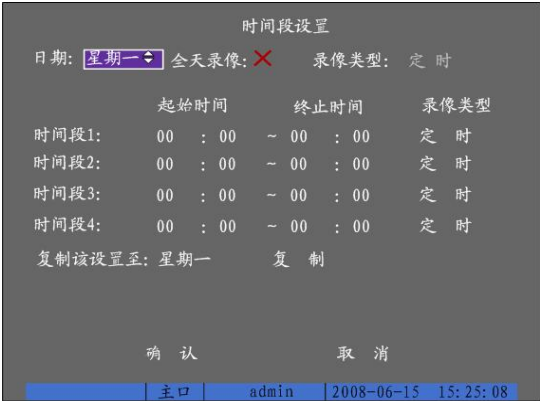 时间段设置
日期: 星期一 全天录像: 录像类型: 定 时
起始时间 终止时间 录像类型
时间段1: 00 : 00 ~ 00 : 00 定 时
时间段2: 00 : 00 ~ 00 : 00 定 时
时间段3: 00 : 00 ~ 00 : 00 定 时
时间段4: 00 : 00 ~ 00 : 00 定 时
复制该设置至: 星期一 复 制
确 认 取 消
主口 admin 2008-06-15 15:25:08